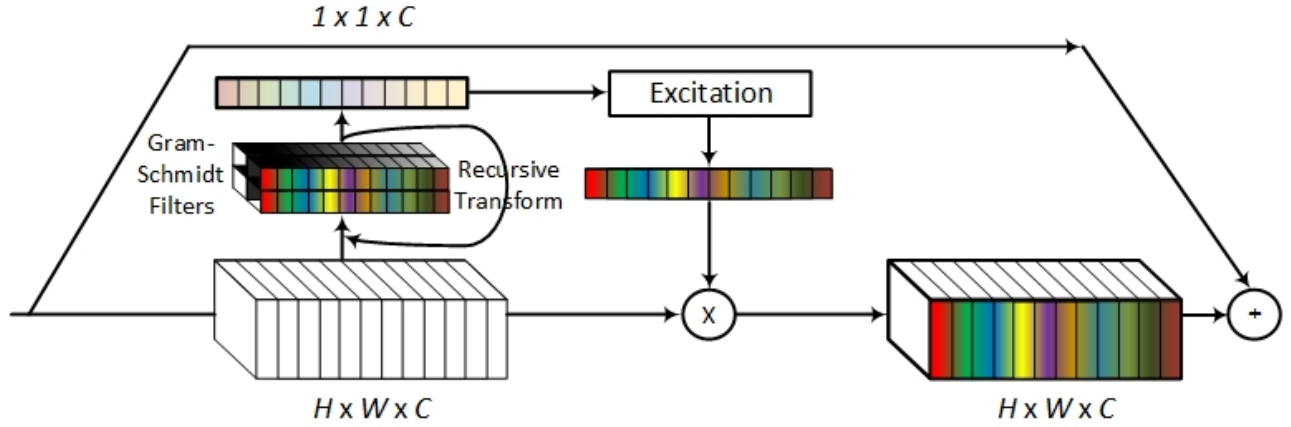 1 x 1 x C
Excitation
Gram-
Schmidt
Filters
Recursive
Transform
X
+
H x W x C
H x W x C